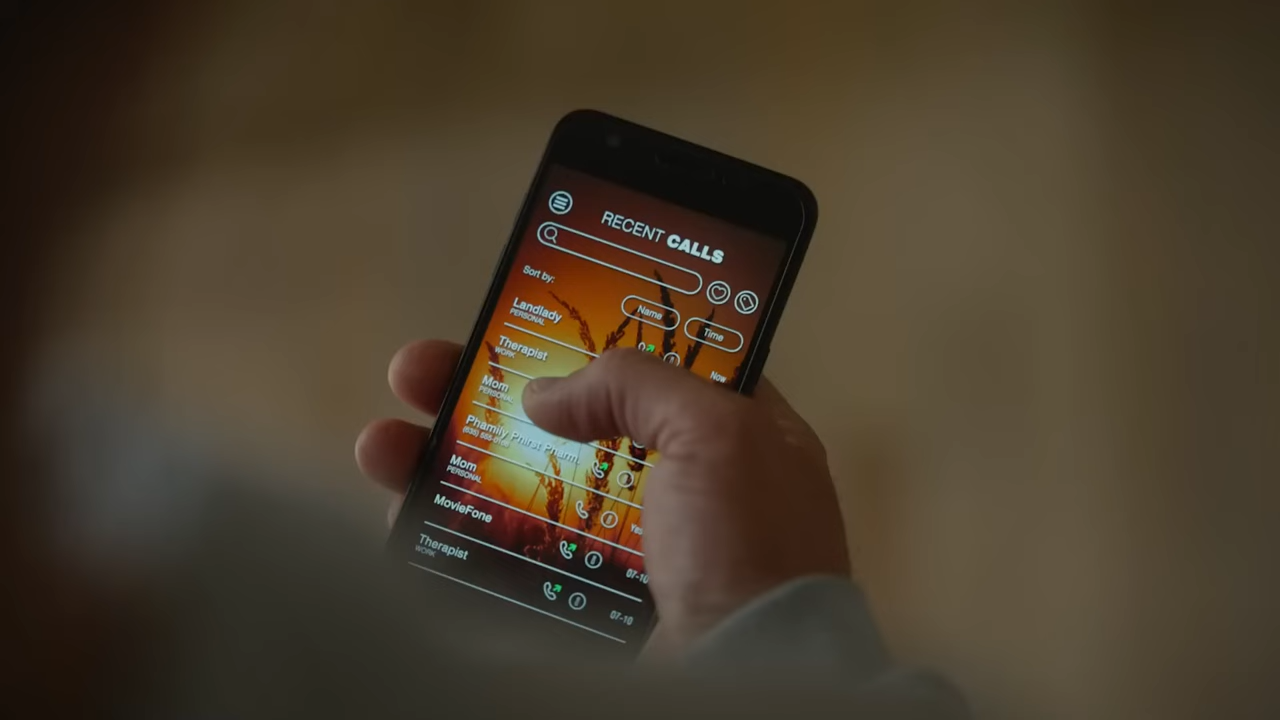 RECENT CALLS
Sort by:
Name
Time
Landlady
PERSONAL
Now
Therapist
WORK
Mom
PERSONAL
Phamily Phirst Pharm.
Mom
PERSONAL
MovieFone
07-10
Therapist
WORK
07-10